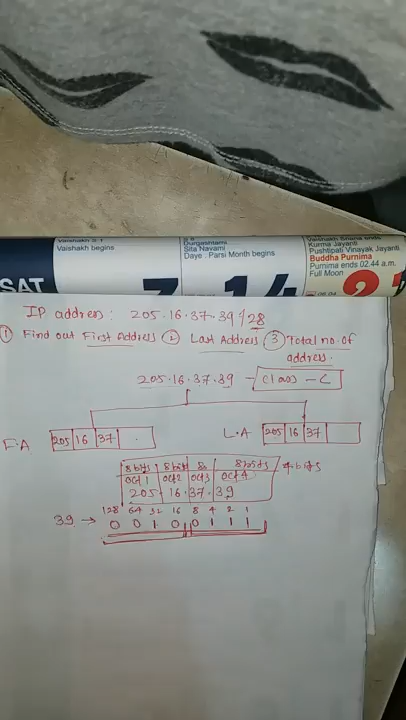 Vaishakh S-1
Vaishakh begins
Durgashtami
Sita Navami
Daye . Parsi Month begins
Kurma Jayanti
Pushtipati Vinayak Jayanti
Buddha Purnima
Purnima ends 02.44 a.m.
Full Moon
SAT
14
IP address: 205.16.37.39/28
① Find out First Address ② Last Address ③ Total no. of
address.
205.16.37.39 - Class - C
F.A 205 16 37 .
L.A 205 16 37
8 bits 8 bits 8 8 bits 4 bits
Oct 1 Oct 2 Oct 3 Oct 4
205. 16.37.39
128 64 32 16 8 4 2 1
39 → 0 0 1 0 0 1 1 1